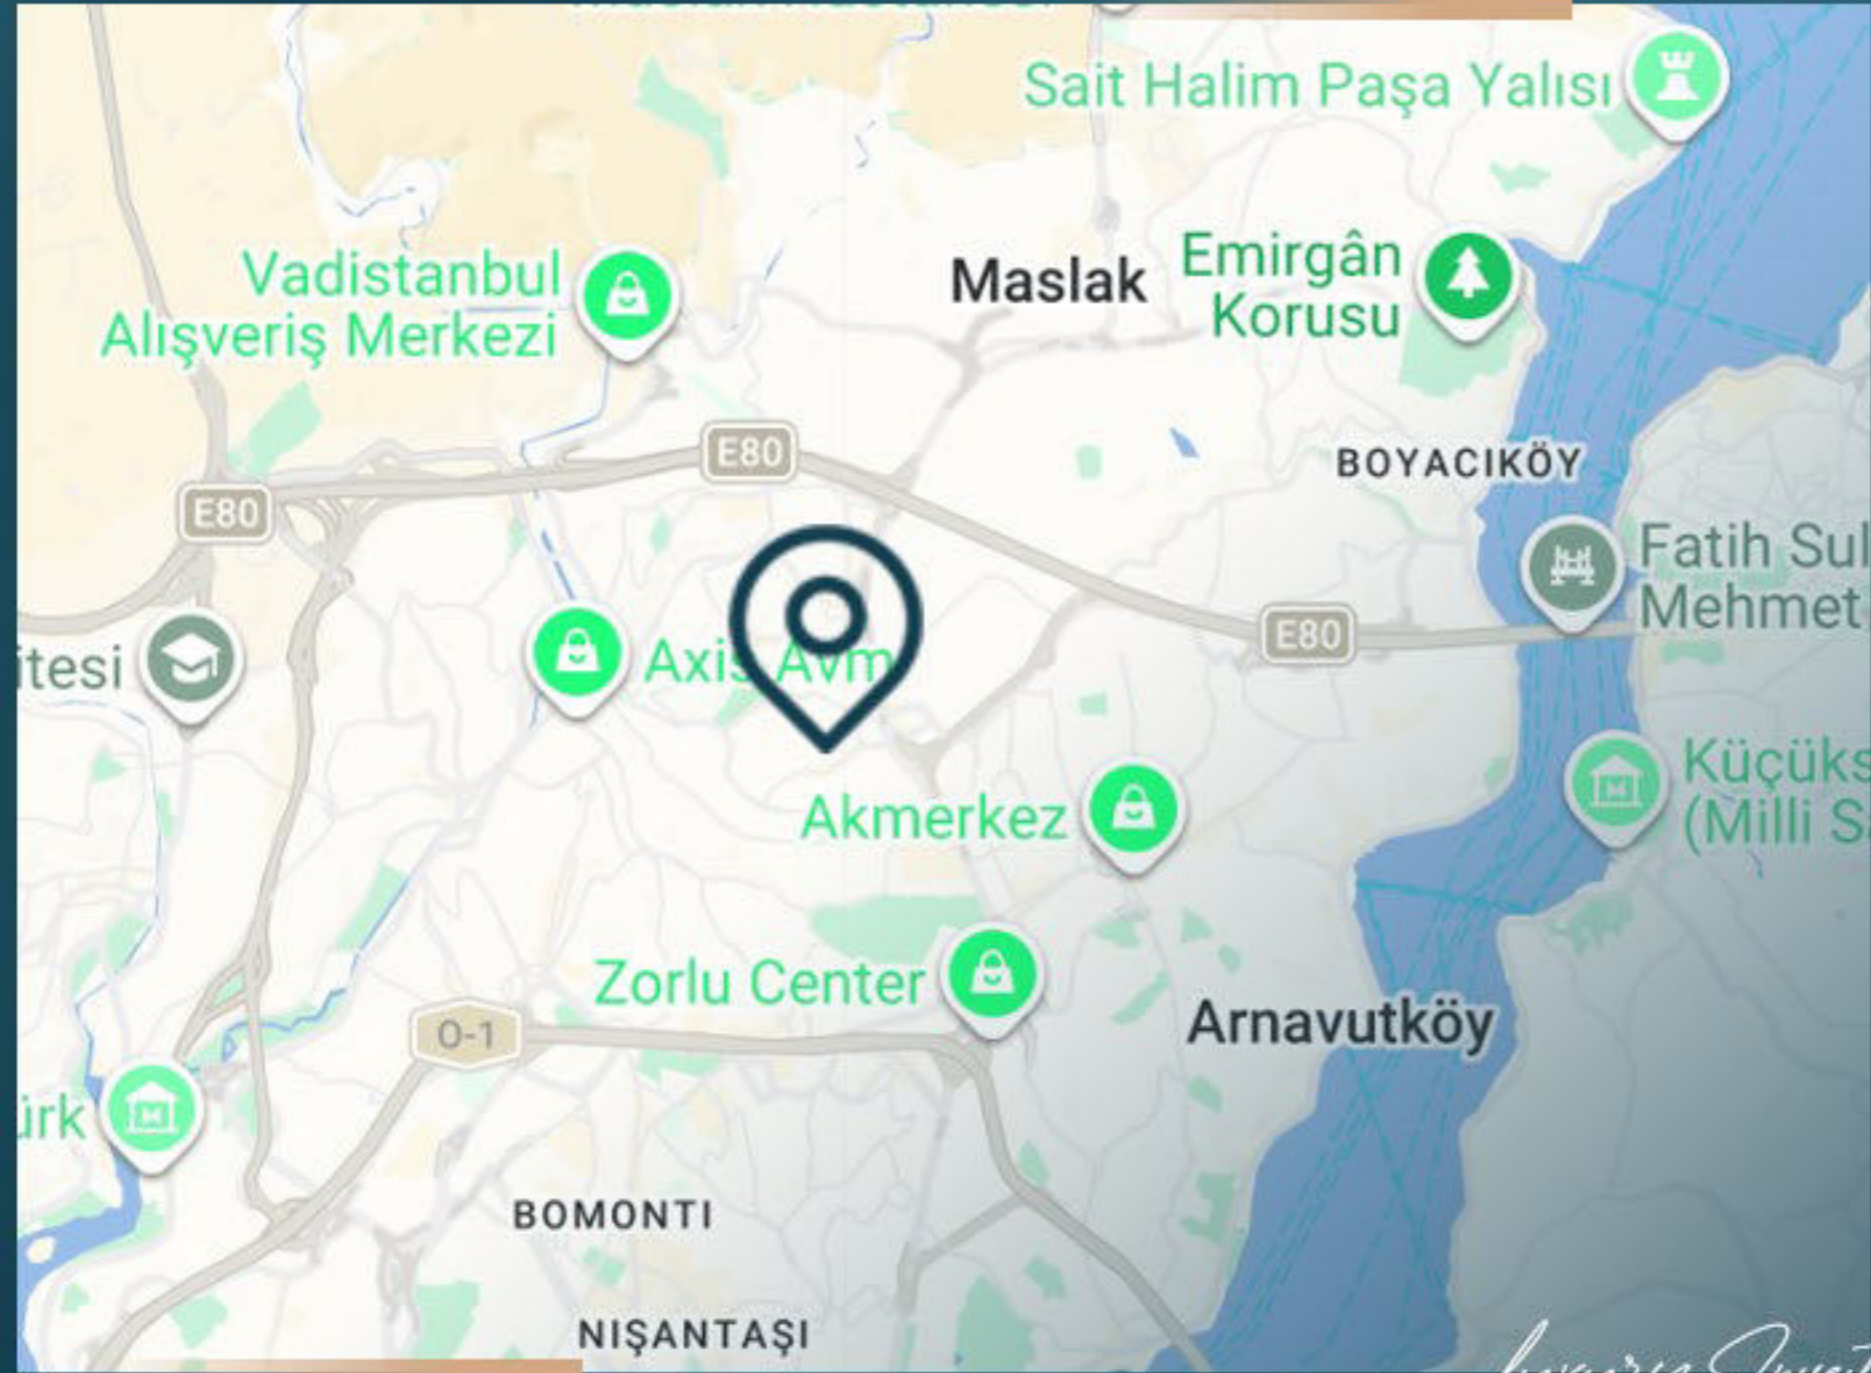 Sait Halim Paşa Yalısı
Vadistanbul
Alışveriş Merkezi
Maslak
Emirgân
Korusu
E80
BOYACIKÖY
E80
Fatih Sul
Mehmet
E80
itesi
Axis Avm
Küçüks
(Milli S
Akmerkez
Zorlu Center
Arnavutköy
O-1
ürk
BOMONTI
NIŞANTAŞI